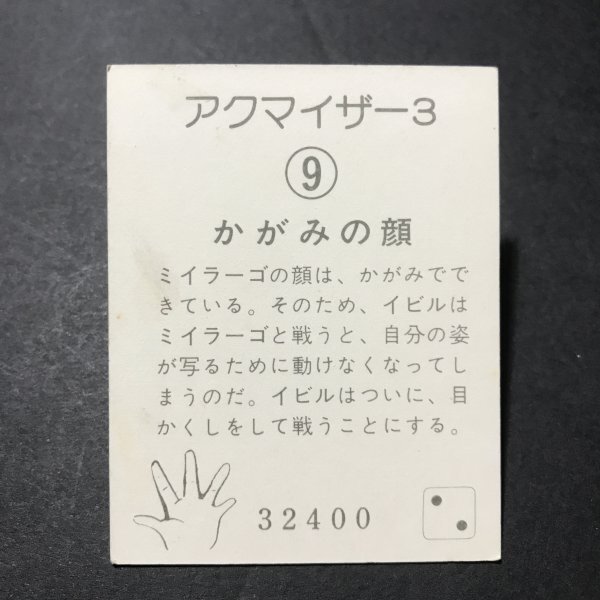 アクマイザー3
9
かがみの顔
ミイラーゴの顔は、かがみでで
きている。そのため、イビルは
ミイラーゴと戦うと、自分の姿
が写るために動けなくなってし
まうのだ。イビルはついに、目
かくしをして戦うことにする。
32400